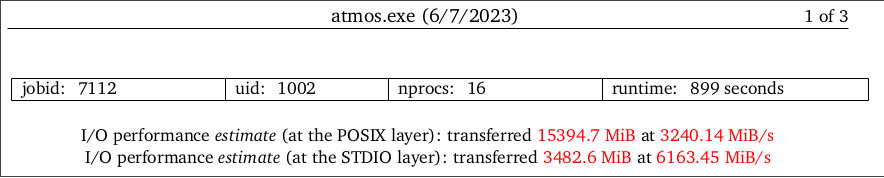 atmos.exe (6/7/2023) 1 of 3
jobid: 7112 uid: 1002 nprocs: 16 runtime: 899 seconds
I/O performance estimate (at the POSIX layer): transferred 15394.7 MiB at 3240.14 MiB/s
I/O performance estimate (at the STDIO layer): transferred 3482.6 MiB at 6163.45 MiB/s